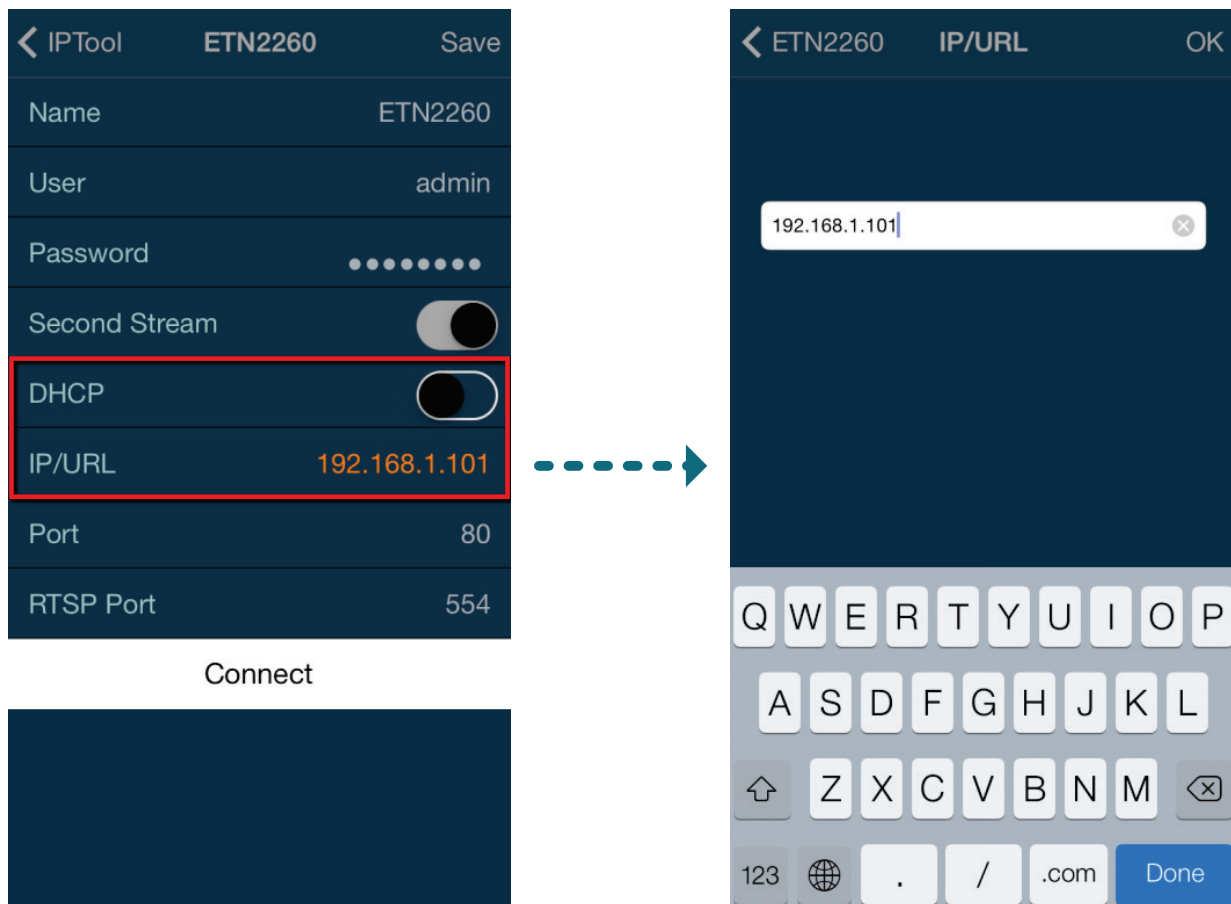 IPTool ETN2260 Save
Name ETN2260
User admin
Password ••••••••
Second Stream
DHCP
IP/URL 192.168.1.101
Port 80
RTSP Port 554
Connect
ETN2260 IP/URL OK
192.168.1.101
Q W E R T Y U I O P
A S D F G H J K L
Z X C V B N M
123 . / .com Done